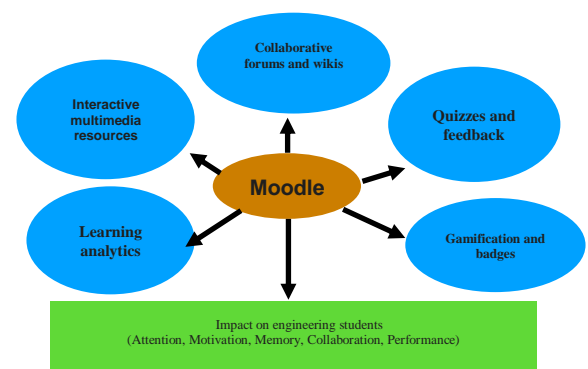 Collaborative
forums and wikis
Interactive
multimedia
resources
Quizzes and
feedback
Moodle
Learning
analytics
Gamification and
badges
Impact on engineering students
(Attention, Motivation, Memory, Collaboration, Performance)